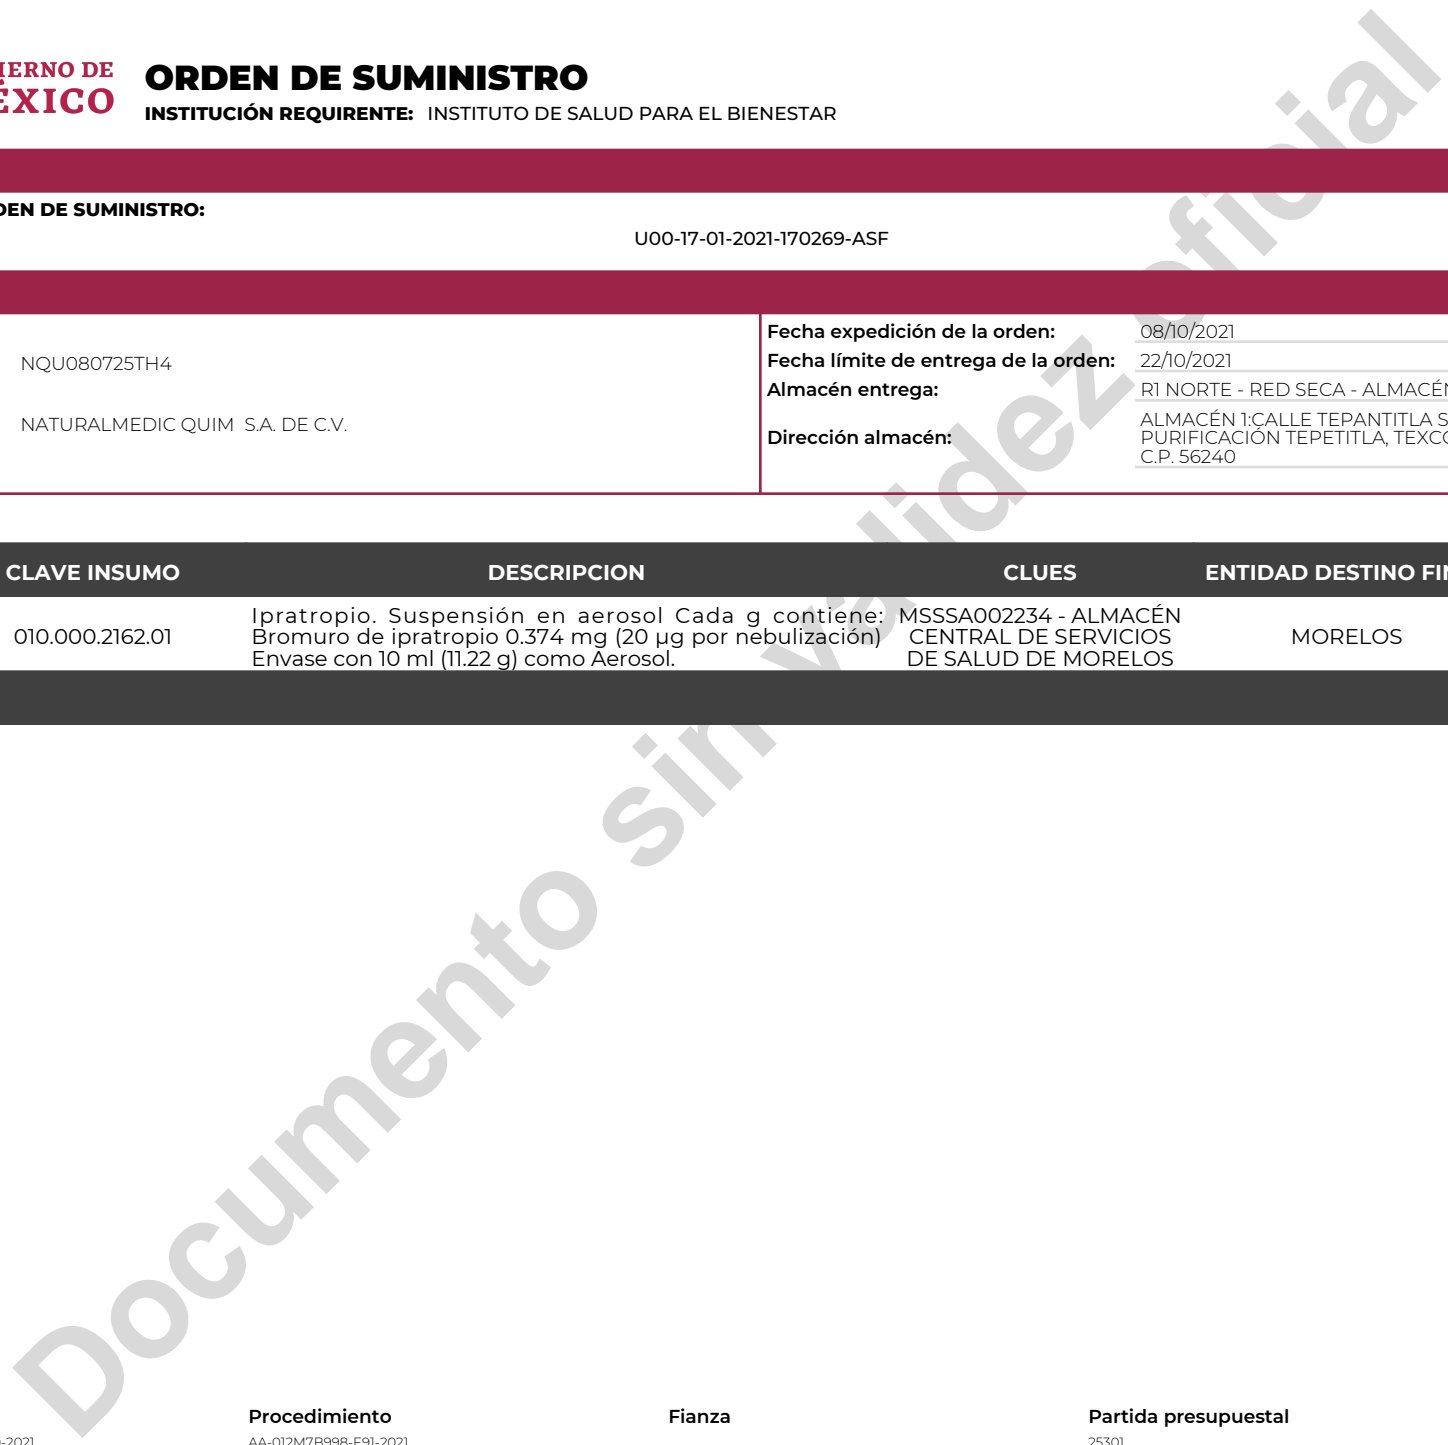 ORDEN DE SUMINISTRO
INSTITUCIÓN REQUIRENTE: INSTITUTO DE SALUD PARA EL BIENESTAR
IERNO DE
ÉXICO
DEN DE SUMINISTRO:
U00-17-01-2021-170269-ASF
NQU080725TH4
NATURALMEDIC QUIM S.A. DE C.V.
Fecha expedición de la orden: 08/10/2021
Fecha límite de entrega de la orden: 22/10/2021
Almacén entrega: R1 NORTE - RED SECA - ALMACÉN
Dirección almacén: ALMACÉN 1:CALLE TEPANTITLA S
PURIFICACIÓN TEPETITLA, TEXCO
C.P. 56240
CLAVE INSUMO DESCRIPCION CLUES ENTIDAD DESTINO FIN
010.000.2162.01
Ipratropio. Suspensión en aerosol Cada g contiene:
Bromuro de ipratropio 0.374 mg (20 µg por nebulización)
Envase con 10 ml (11.22 g) como Aerosol.
MSSSA002234 - ALMACÉN
CENTRAL DE SERVICIOS
DE SALUD DE MORELOS
MORELOS
Documento sin validez oficial
Procedimiento Fianza Partida presupuestal
-2021 AA-012M7B998-E91-2021 25301